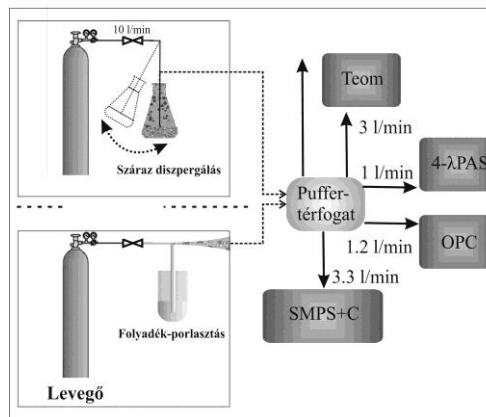 10 l/min
Száraz diszpergálás
Folyadék-porlasztás
Levegő
Puffer-
térfogat
Teom
3 l/min
4-λPAS
1 l/min
OPC
1.2 l/min
3.3 l/min
SMPS+C